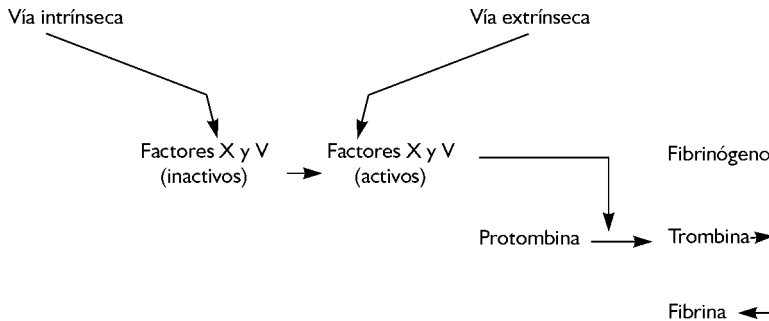 Vía intrínseca
Vía extrínseca
Factores X y V
(inactivos)
Factores X y V
(activos)
Fibrinógeno
Protombina
Trombina
Fibrina